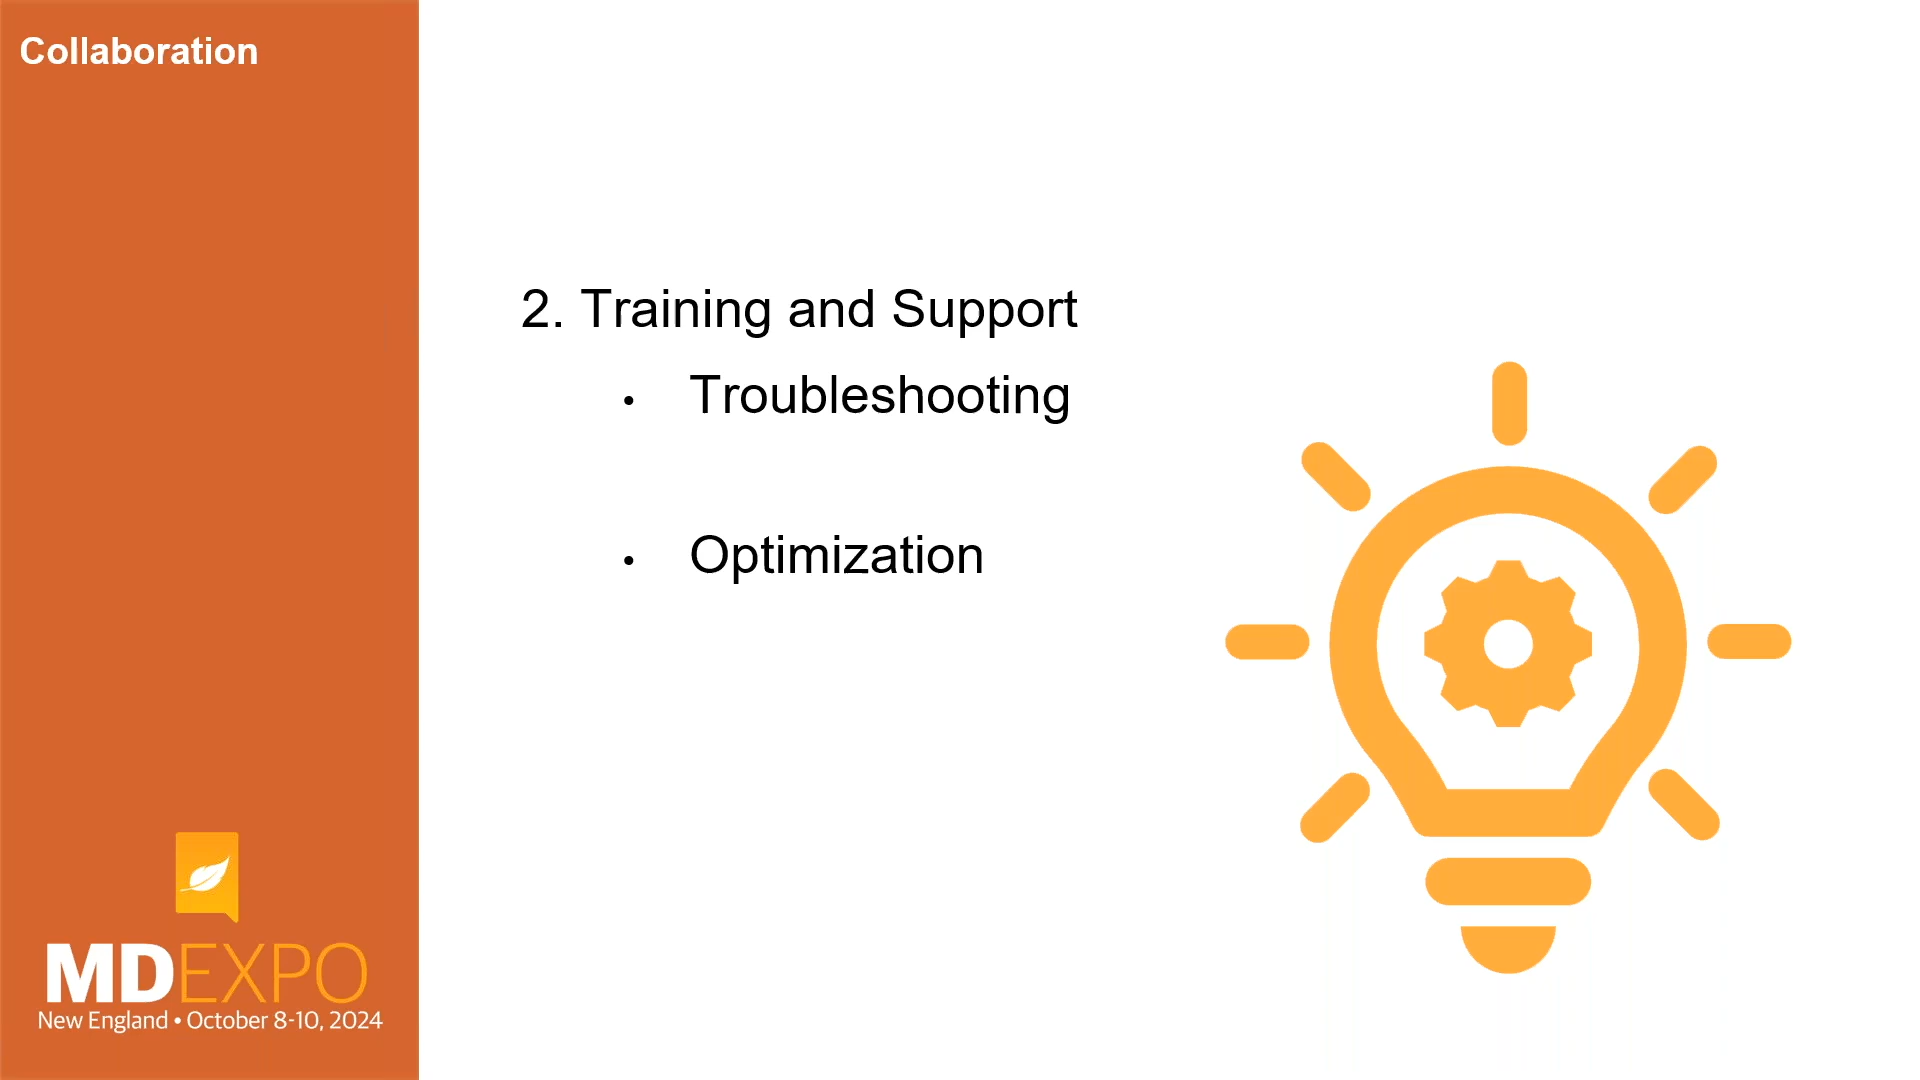 Collaboration
2. Training and Support
• Troubleshooting
• Optimization
MDEXPO
New England • October 8-10, 2024